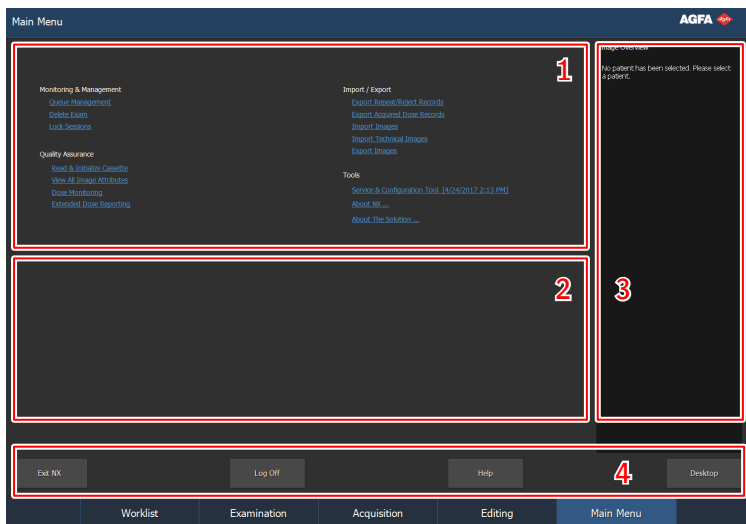 Main Menu
AGFA
Agfa
1
Monitoring & Management
Queue Management
Delete Exam
Lock Sessions
Quality Assurance
Read & Initialize Cassette
View All Image Attributes
Dose Monitoring
Extended Dose Reporting
Import / Export
Export Repeat/Reject Records
Export Acquired Dose Records
Import Images
Import Technical Images
Export Images
Tools
Service & Configuration Tool [4/24/2017 2:13 PM]
About NX ...
About The Solution ...
2
Image Overview
No patient has been selected. Please select
a patient.
3
Exit NX
Log Off
Help
4
Desktop
Worklist
Examination
Acquisition
Editing
Main Menu